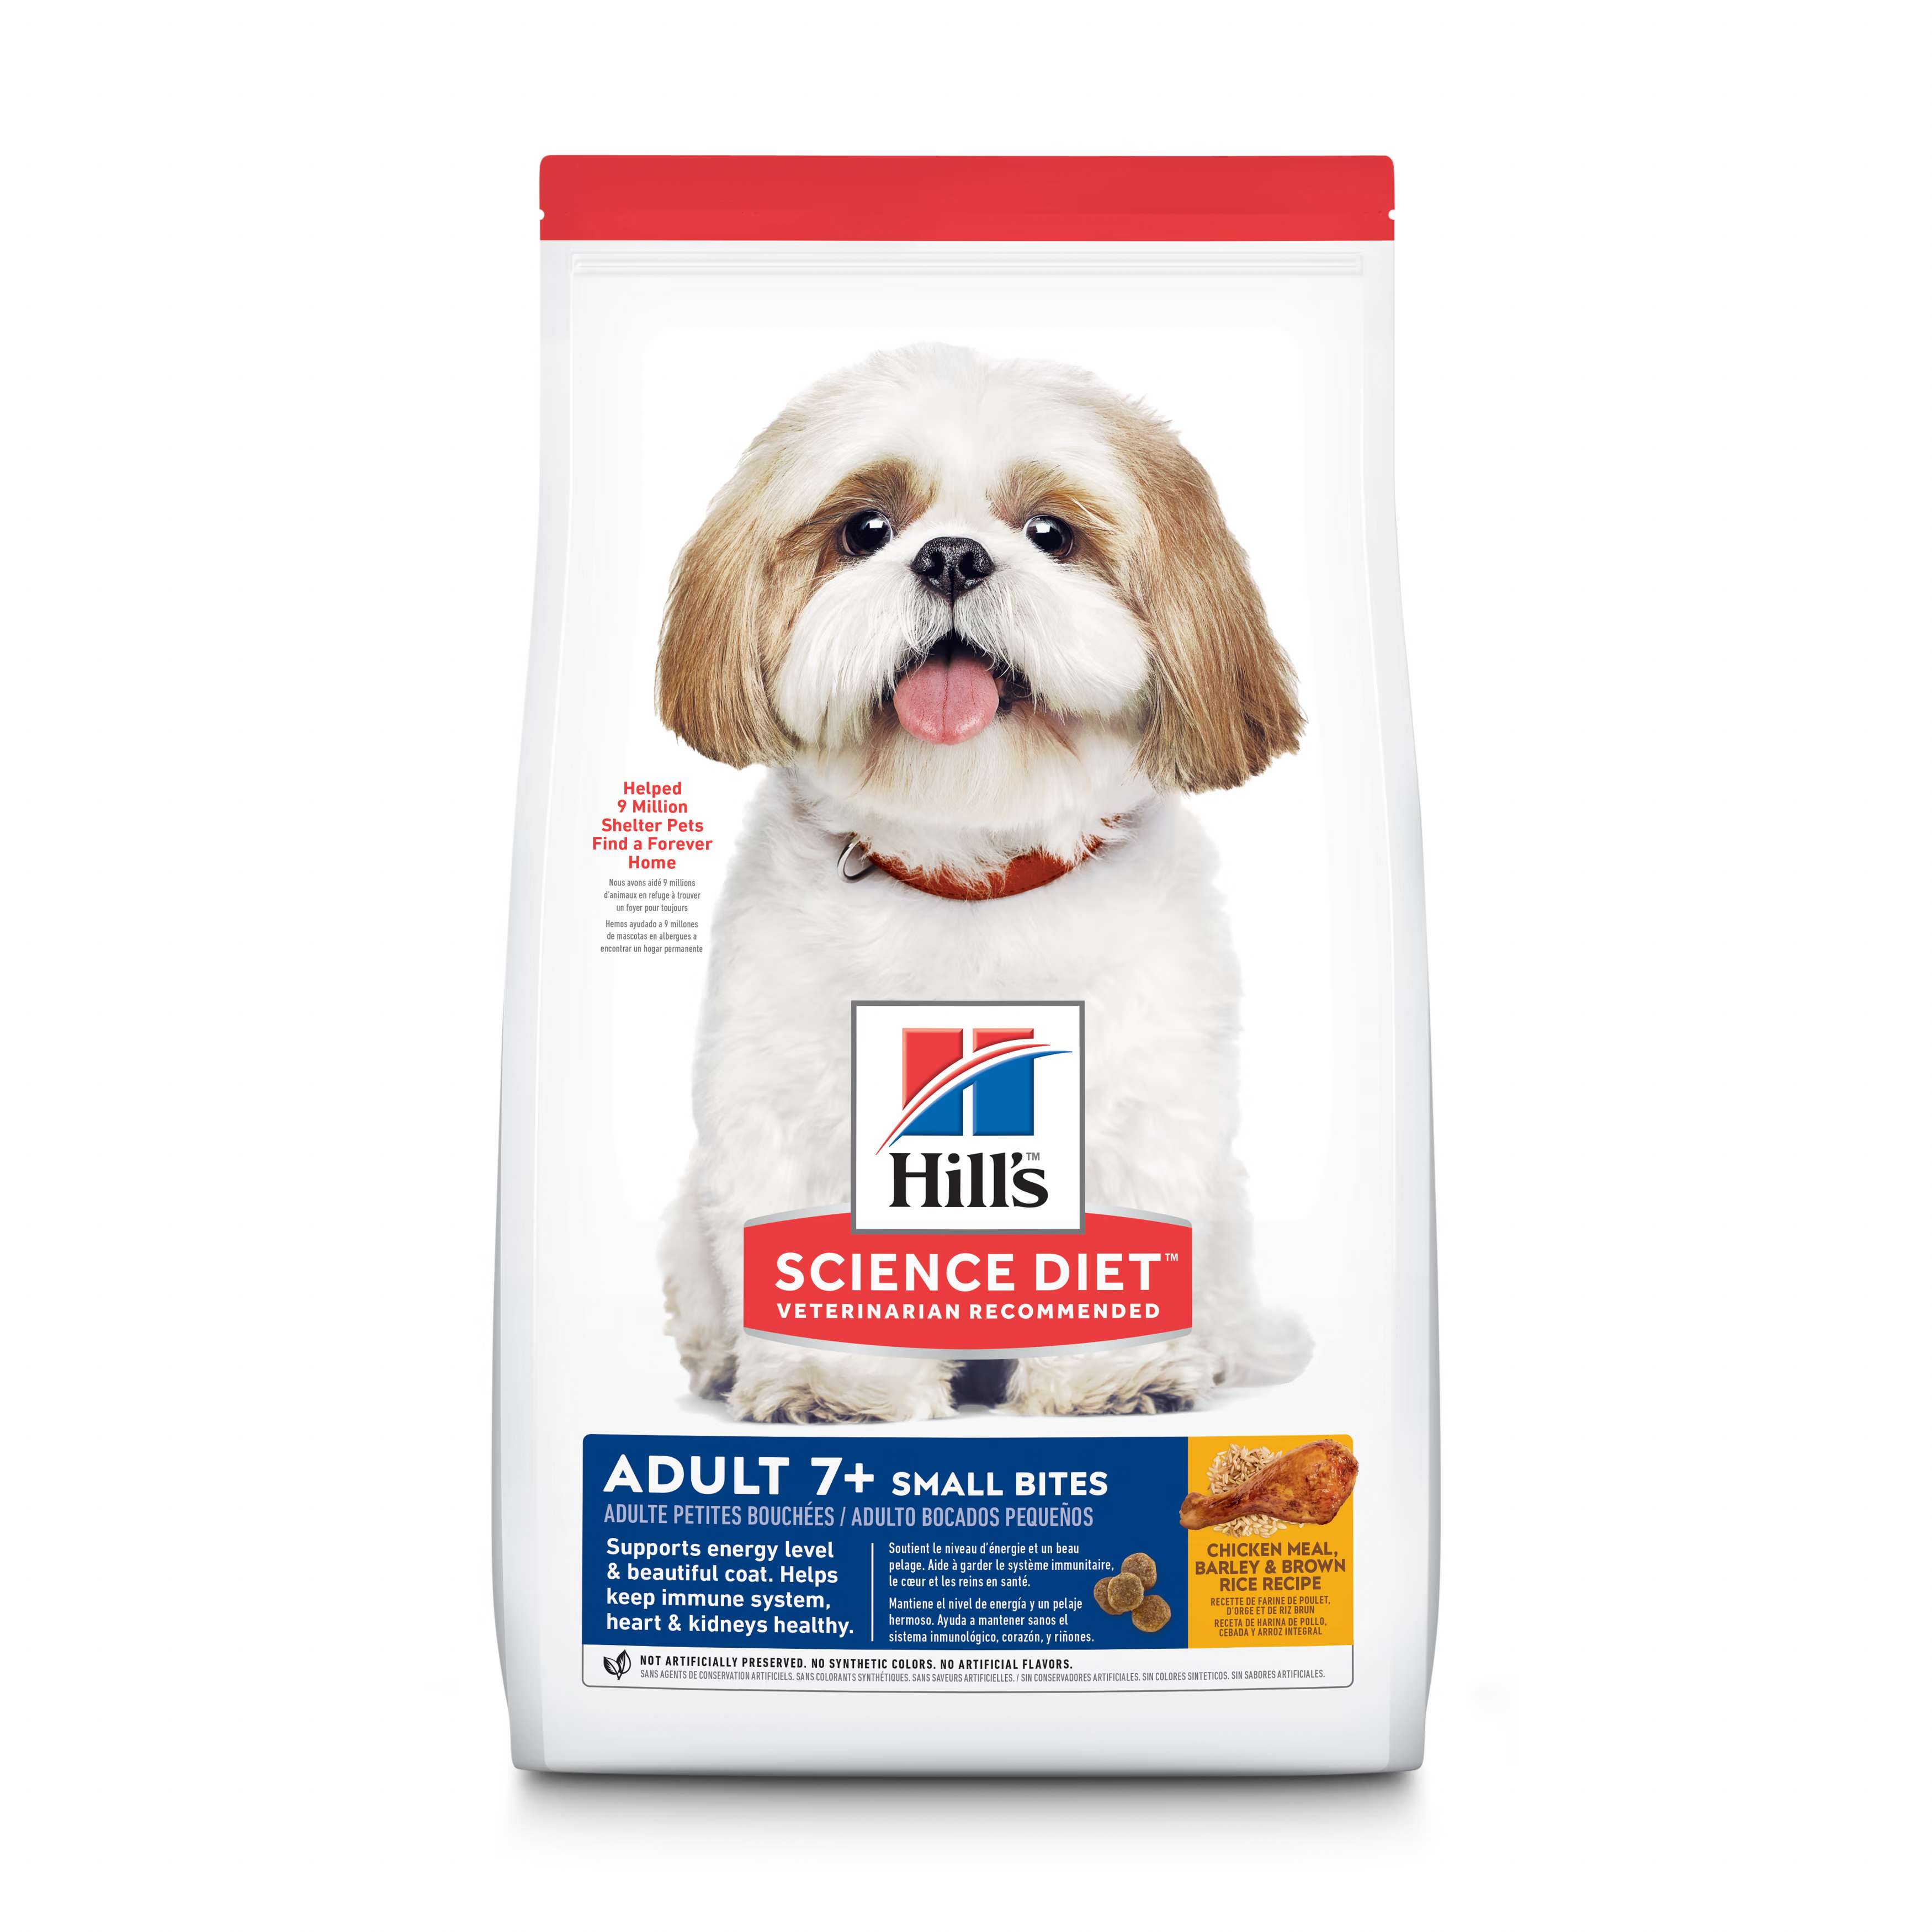 Helped
9 Million
Shelter Pets
Find a Forever
Home
Nous avons aidé 9 millions
d'animaux en refuge à trouver
un foyer pour toujours
Hemos ayudado a 9 millones
de mascotas en albergues a
encontrar un hogar permanente
Hill's™
SCIENCE DIET™
VETERINARIAN RECOMMENDED
ADULT 7+ SMALL BITES
ADULTE PETITES BOUCHÉES / ADULTO BOCADOS PEQUEÑOS
Supports energy level
& beautiful coat. Helps
keep immune system,
heart & kidneys healthy.
Soutient le niveau d'énergie et un beau
pelage. Aide à garder le système immunitaire,
le cœur et les reins en santé.
Mantiene el nivel de energía y un pelaje
hermoso. Ayuda a mantener sanos el
sistema inmunológico, corazón, y riñones.
CHICKEN MEAL,
BARLEY & BROWN
RICE RECIPE
RECETTE DE FARINE DE POULET,
D'ORGE ET DE RIZ BRUN
RECETA DE HARINA DE POLLO,
CEBADA Y ARROZ INTEGRAL
NOT ARTIFICIALLY PRESERVED. NO SYNTHETIC COLORS. NO ARTIFICIAL FLAVORS.
SANS AGENTS DE CONSERVATION ARTIFICIELS. SANS COLORANTS SYNTHÉTIQUES. SANS SAVEURS ARTIFICIELLES. / SIN CONSERVADORES ARTIFICIALES. SIN COLORES SINTETICOS. SIN SABORES ARTIFICIALES.